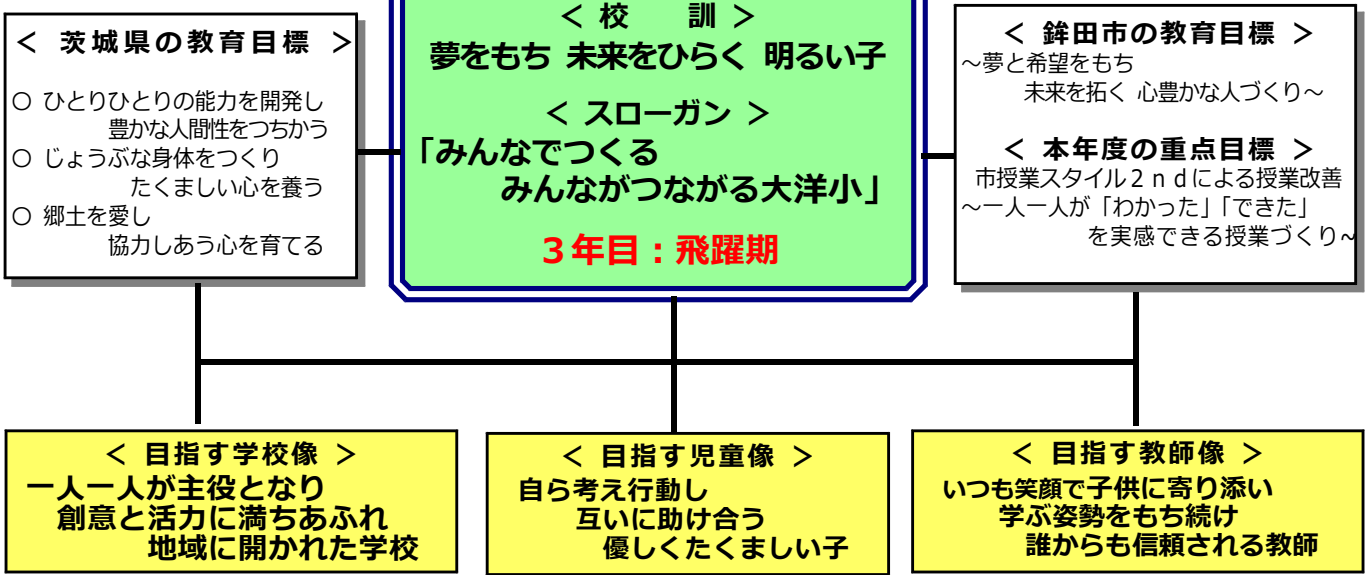 ＜ 茨城県の教育目標 ＞
○ ひとりひとりの能力を開発し
豊かな人間性をつちかう
○ じょうぶな身体をつくり
たくましい心を養う
○ 郷土を愛し
協力しあう心を育てる
＜ 校 訓 ＞
夢をもち 未来をひらく 明るい子
＜ スローガン ＞
「みんなでつくる
みんながつながる大洋小」
３年目：飛躍期
＜ 鉾田市の教育目標 ＞
～夢と希望をもち
未来を拓く 心豊かな人づくり～
＜ 本年度の重点目標 ＞
市授業スタイル２ｎｄによる授業改善
～一人一人が「わかった」「できた」
を実感できる授業づくり~
＜ 目指す学校像 ＞
一人一人が主役となり
創意と活力に満ちあふれ
地域に開かれた学校
＜ 目指す児童像 ＞
自ら考え行動し
互いに助け合う
優しくたくましい子
＜ 目指す教師像 ＞
いつも笑顔で子供に寄り添い
学ぶ姿勢をもち続け
誰からも信頼される教師